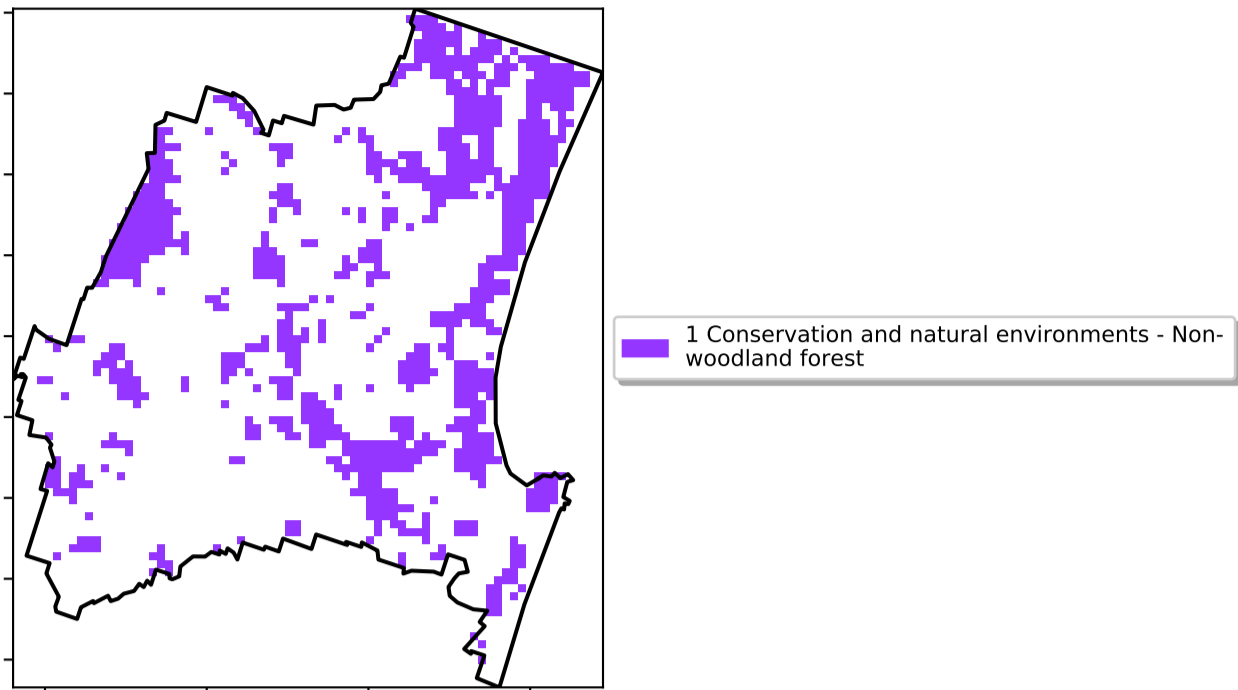 1 Conservation and natural environments - Non-
woodland forest